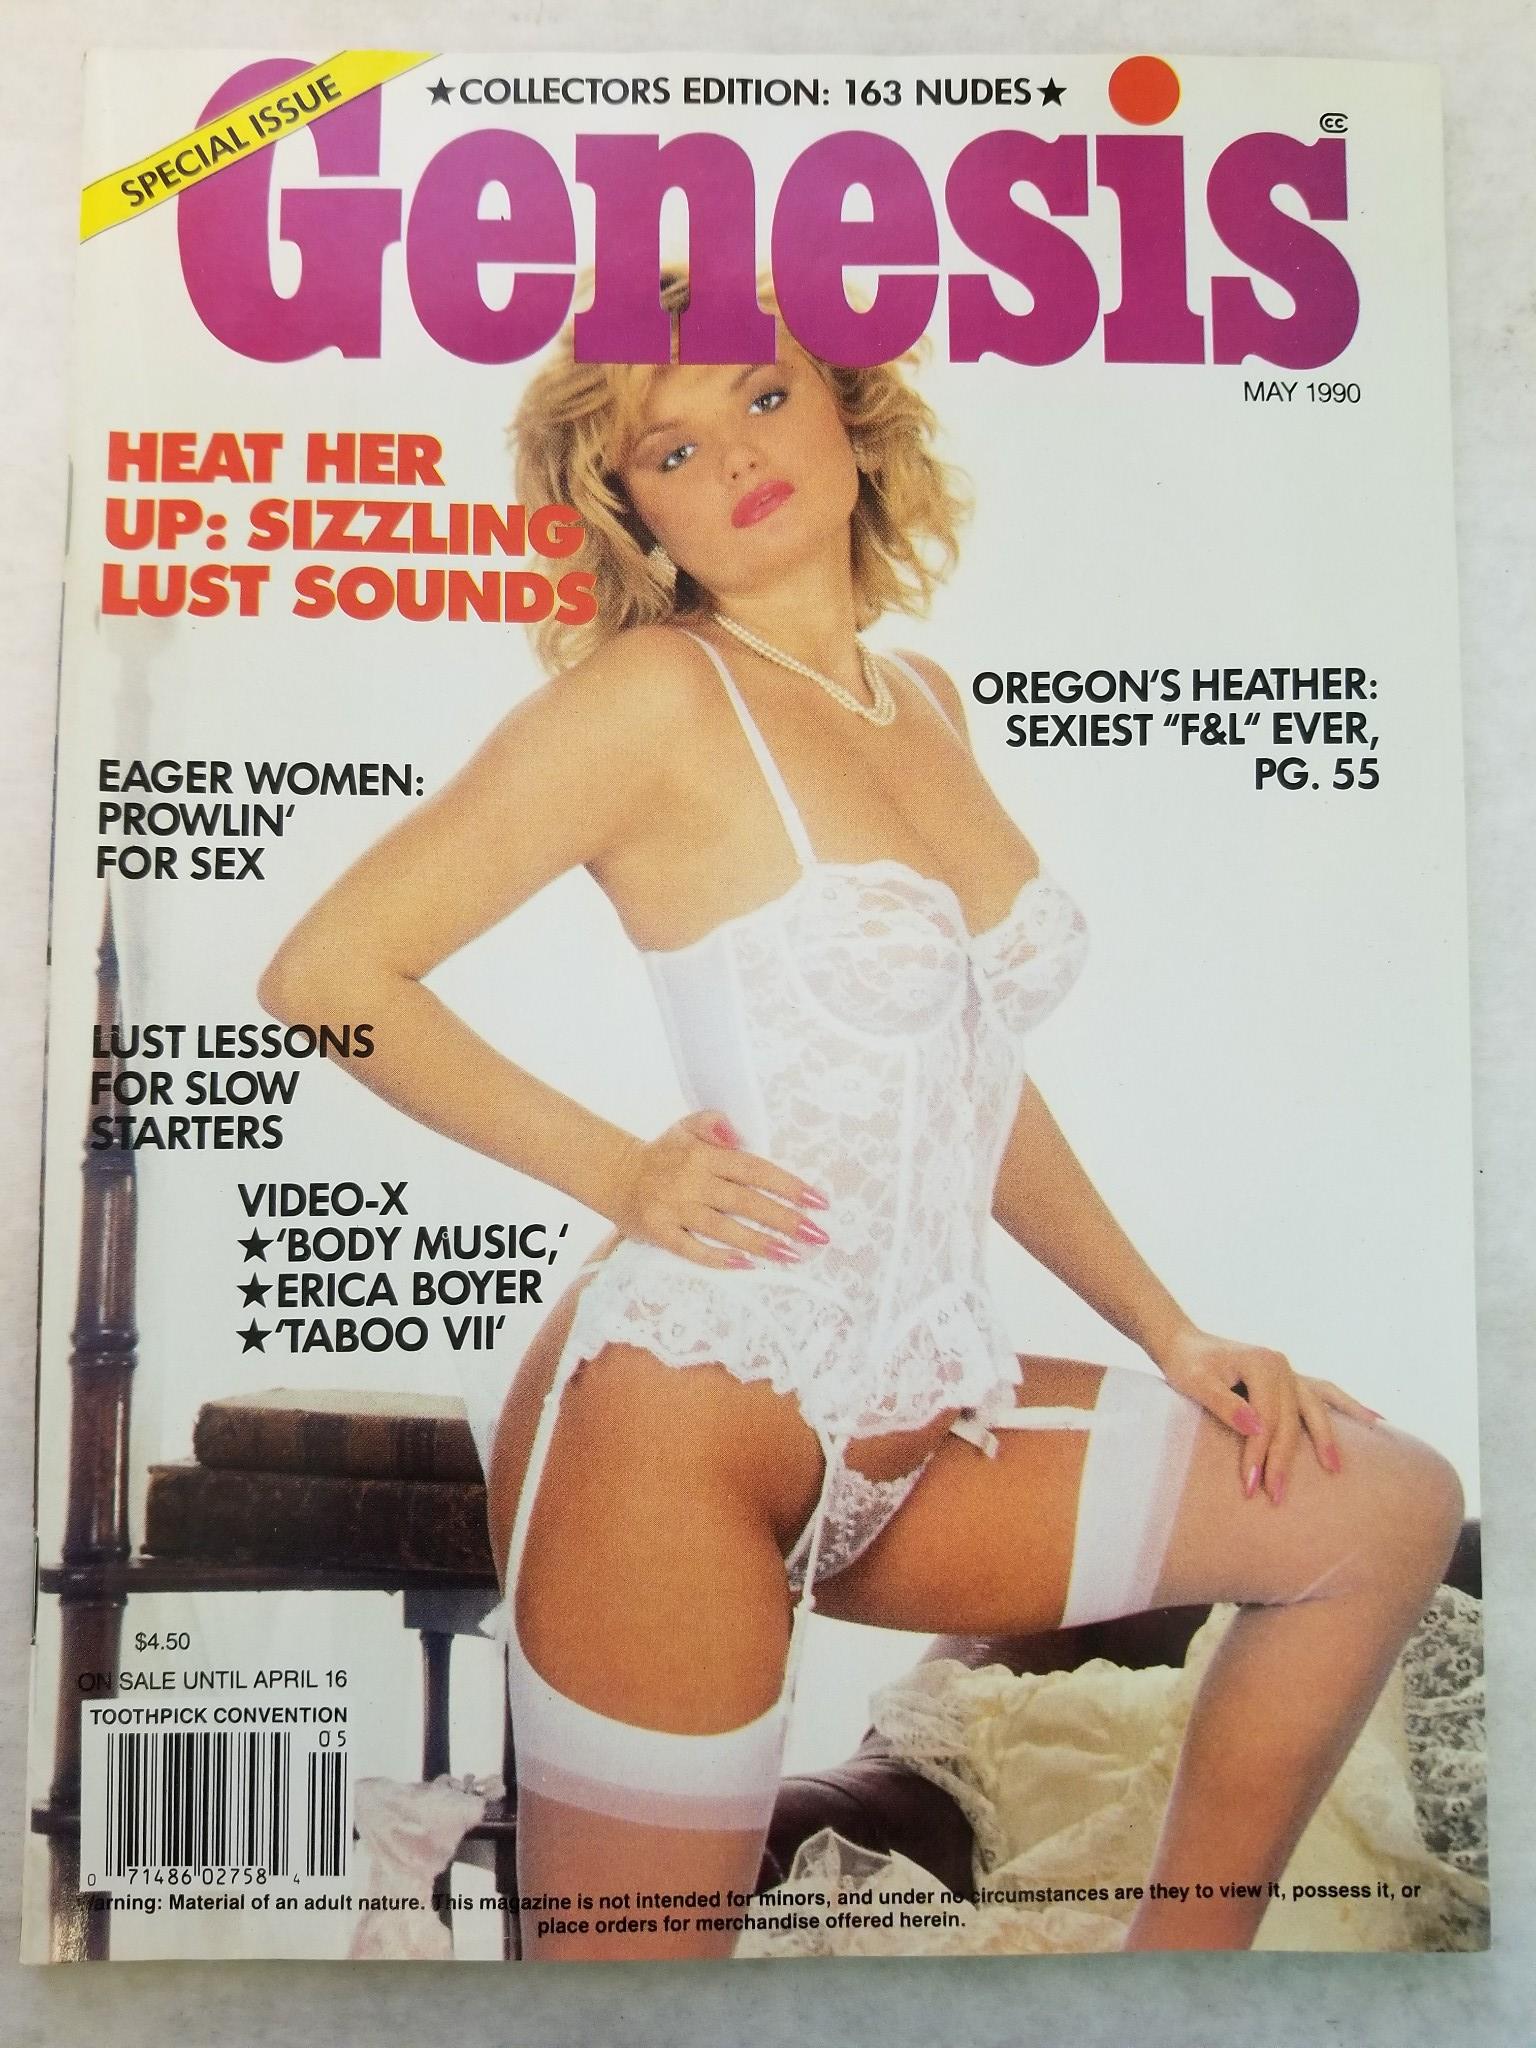 SPECIAL ISSUE
★COLLECTORS EDITION: 163 NUDES★
Genesis
CC
MAY 1990
HEAT HER
UP: SIZZLING
LUST SOUNDS
OREGON'S HEATHER:
SEXIEST "F&L" EVER,
PG. 55
EAGER WOMEN:
PROWLIN'
FOR SEX
LUST LESSONS
FOR SLOW
STARTERS
VIDEO-X
★'BODY MUSIC,'
★ERICA BOYER
★'TABOO VII'
$4.50
ON SALE UNTIL APRIL 16
TOOTHPICK CONVENTION
05
0 71486 02758 4
Warning: Material of an adult nature. This magazine is not intended for minors, and under no circumstances are they to view it, possess it, or
place orders for merchandise offered herein.